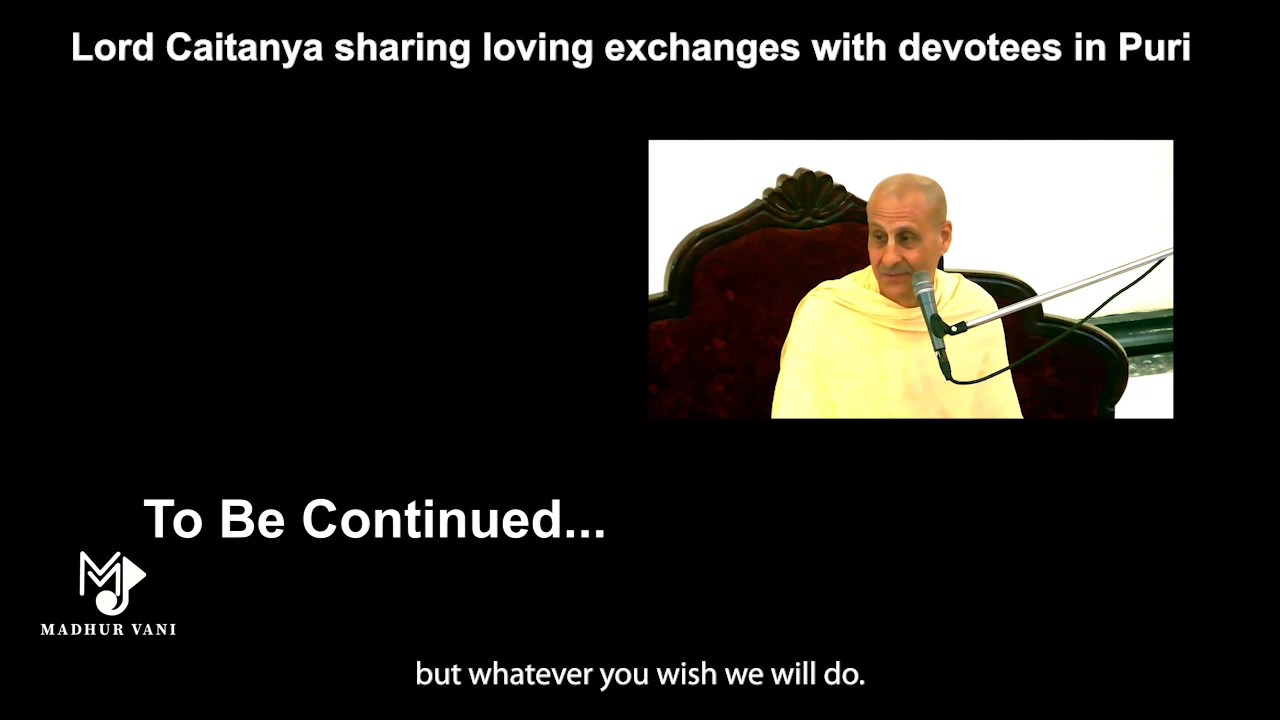 Lord Caitanya sharing loving exchanges with devotees in Puri
To Be Continued...
MADHUR VANI
but whatever you wish we will do.